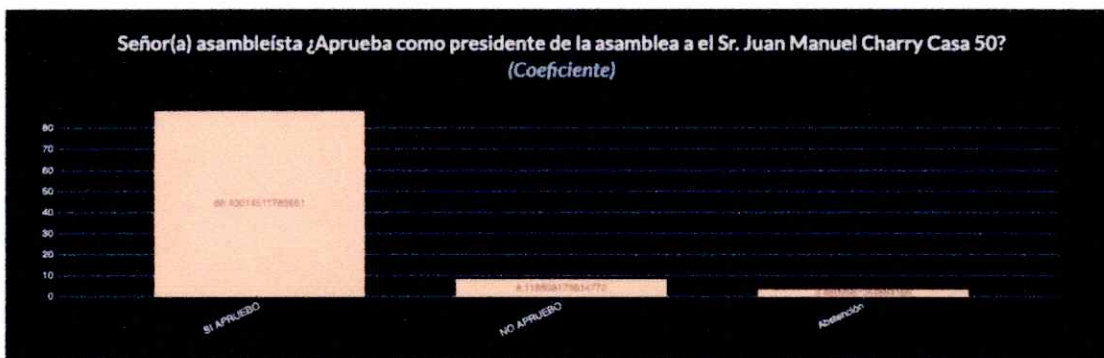 Señor(a) asambleísta ¿Aprueba como presidente de la asamblea a el Sr. Juan Manuel Charry Casa 50?
(Coeficiente)
80
70
60
50
40
30
20
10
0
SI APRUEBO
NO APRUEBO
Abstención